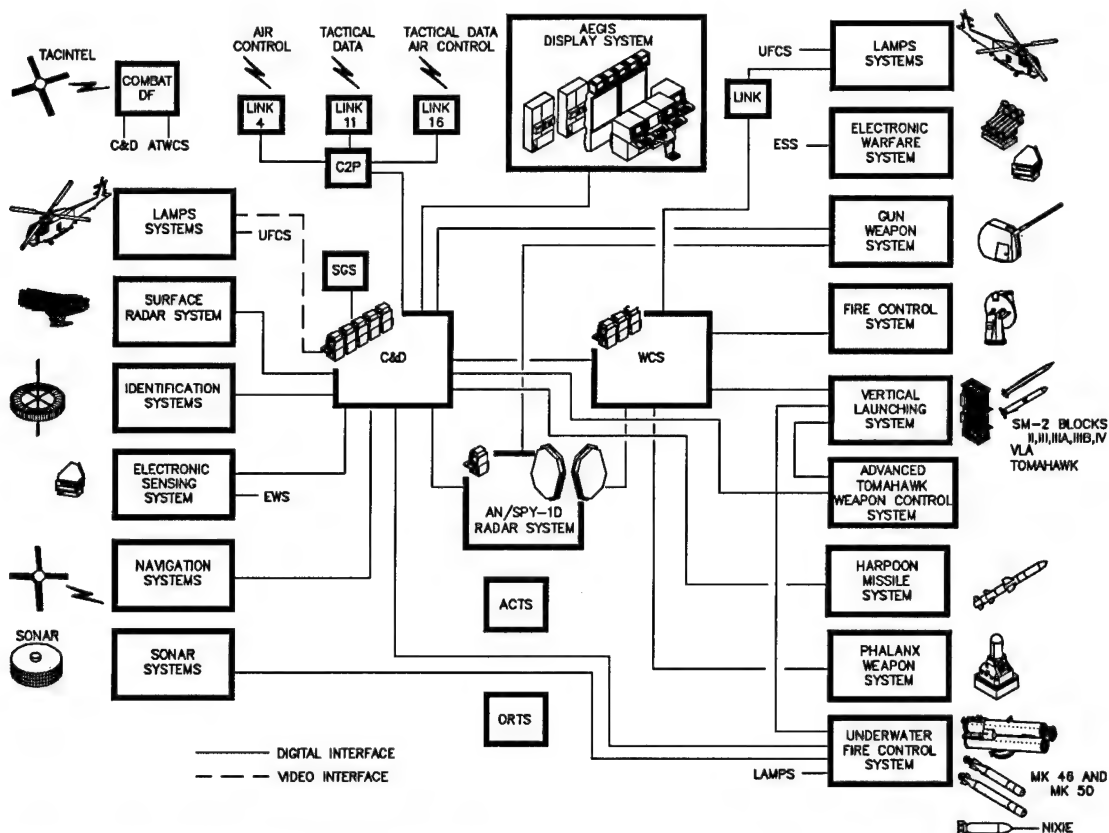 TACINTEL
COMBAT
DF
C&D ATWCS
AIR
CONTROL
TACTICAL
DATA
TACTICAL DATA
AIR CONTROL
LINK
4
LINK
11
LINK
16
C2P
AEGIS
DISPLAY SYSTEM
UFCS
LINK
LAMPS
SYSTEMS
ESS
ELECTRONIC
WARFARE
SYSTEM
LAMPS
SYSTEMS
UFCS
GUN
WEAPON
SYSTEM
SGS
SURFACE
RADAR SYSTEM
C&D
WCS
FIRE CONTROL
SYSTEM
IDENTIFICATION
SYSTEMS
VERTICAL
LAUNCHING
SYSTEM
SM-2 BLOCKS
II,III,IIIA,IIIB,IV
VLA
TOMAHAWK
ELECTRONIC
SENSING
SYSTEM
EWS
AN/SPY-1D
RADAR SYSTEM
ADVANCED
TOMAHAWK
WEAPON CONTROL
SYSTEM
NAVIGATION
SYSTEMS
ACTS
HARPOON
MISSILE
SYSTEM
SONAR
SONAR
SYSTEMS
PHALANX
WEAPON
SYSTEM
ORTS
DIGITAL INTERFACE
VIDEO INTERFACE
UNDERWATER
FIRE CONTROL
SYSTEM
LAMPS
MK 46 AND
MK 50
NIXIE